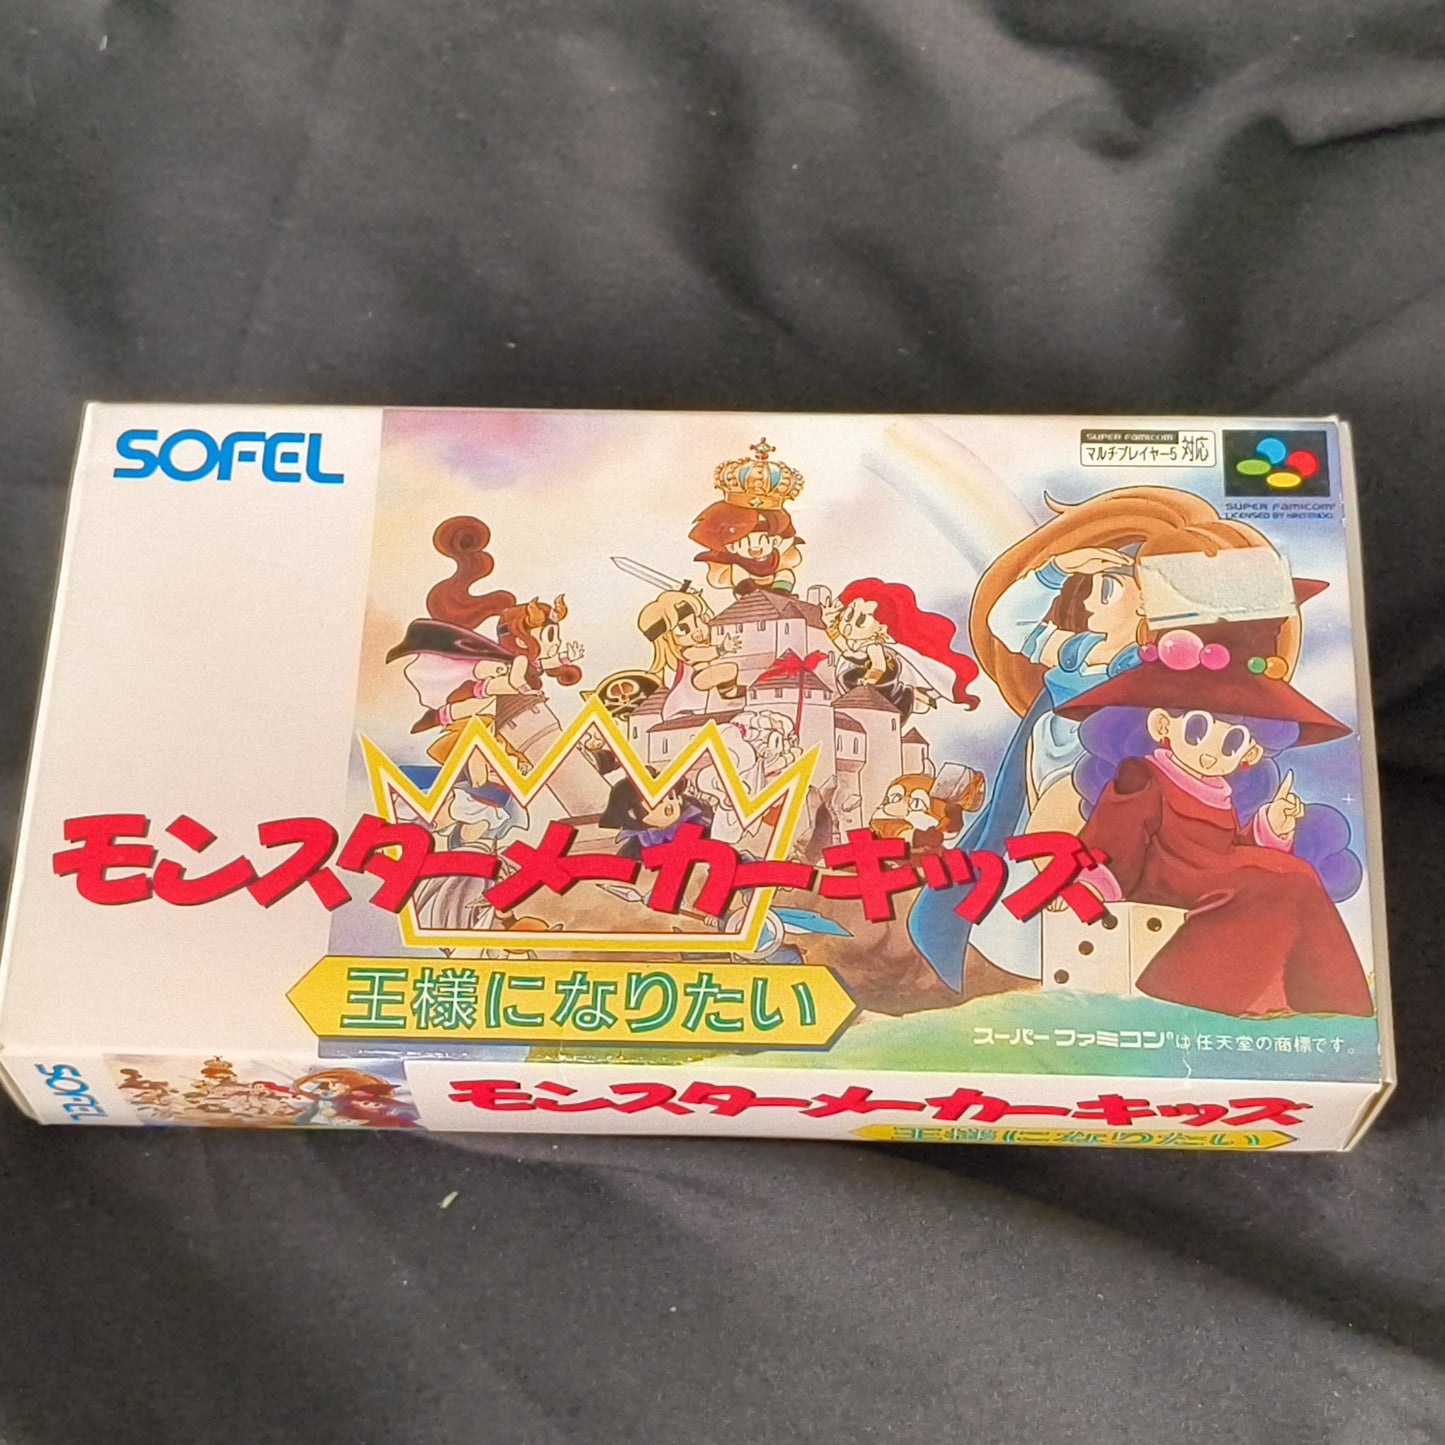 SOFEL
SUPER FAMICOM
マルチプレイヤー5 対応
SUPER FAMICOM
LICENSED BY NINTENDO
モンスターメーカーキッズ
王様になりたい
スーパーファミコン®は任天堂の商標です。
SOFEL
モンスターメーカーキッズ
王様になりたい